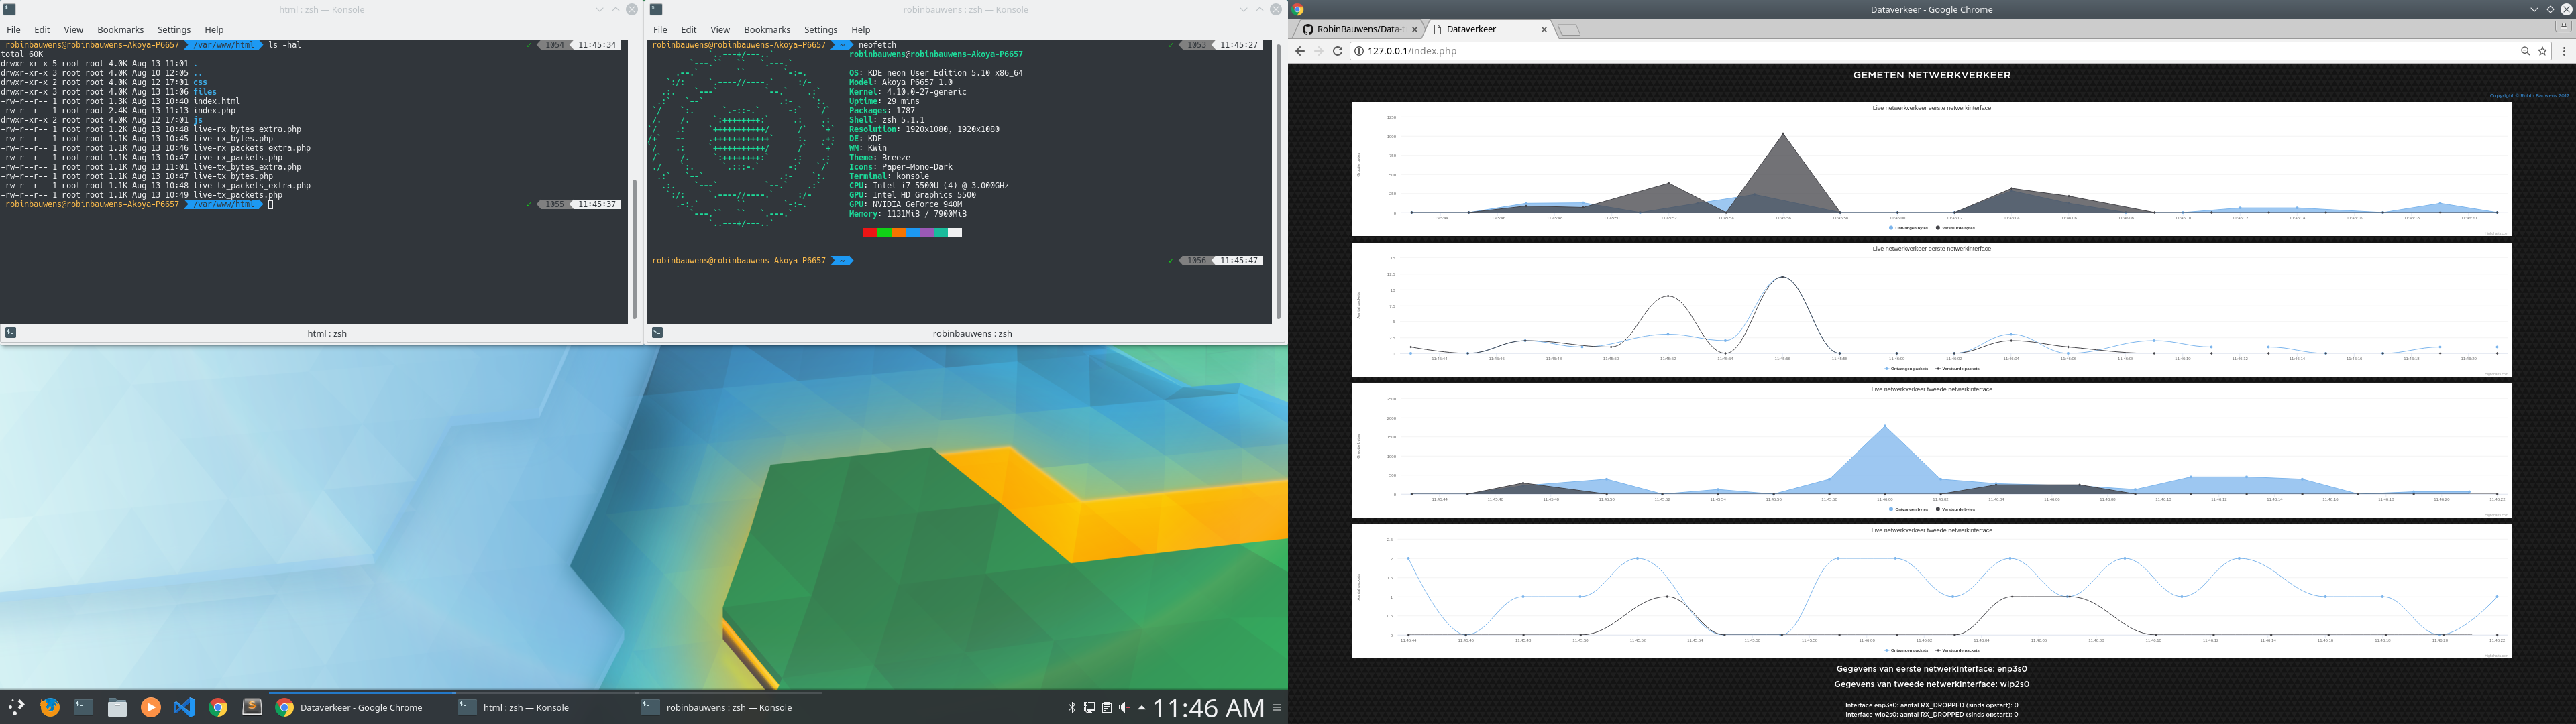 html : zsh — Konsole
File Edit View Bookmarks Settings Help
robinbauwens@robinbauwens-Akoya-P6657 /var/www/html ls -hal ✓ 1054 11:45:34
total 60K
drwxr-xr-x 5 root root 4.0K Aug 13 11:01 .
drwxr-xr-x 3 root root 4.0K Aug 10 12:05 ..
drwxr-xr-x 2 root root 4.0K Aug 12 17:01 css
drwxr-xr-x 3 root root 4.0K Aug 13 11:06 files
-rw-r--r-- 1 root root 1.3K Aug 13 10:40 index.html
-rw-r--r-- 1 root root 2.4K Aug 13 11:13 index.php
drwxr-xr-x 2 root root 4.0K Aug 12 17:01 js
-rw-r--r-- 1 root root 1.2K Aug 13 10:48 live-rx_bytes_extra.php
-rw-r--r-- 1 root root 1.1K Aug 13 10:45 live-rx_bytes.php
-rw-r--r-- 1 root root 1.1K Aug 13 10:46 live-rx_packets_extra.php
-rw-r--r-- 1 root root 1.1K Aug 13 10:47 live-rx_packets.php
-rw-r--r-- 1 root root 1.1K Aug 13 11:01 live-tx_bytes_extra.php
-rw-r--r-- 1 root root 1.1K Aug 13 10:47 live-tx_bytes.php
-rw-r--r-- 1 root root 1.1K Aug 13 10:48 live-tx_packets_extra.php
-rw-r--r-- 1 root root 1.1K Aug 13 10:49 live-tx_packets.php
robinbauwens@robinbauwens-Akoya-P6657 /var/www/html ✓ 1055 11:45:37
html : zsh
robinbauwens : zsh — Konsole
File Edit View Bookmarks Settings Help
robinbauwens@robinbauwens-Akoya-P6657 ~ neofetch ✓ 1053 11:45:27
robinbauwens@robinbauwens-Akoya-P6657
-------------------------------------
OS: KDE neon User Edition 5.10 x86_64
Model: Akoya P6657 1.0
Kernel: 4.10.0-27-generic
Uptime: 29 mins
Packages: 1787
Shell: zsh 5.1.1
Resolution: 1920x1080, 1920x1080
DE: KDE
WM: KWin
Theme: Breeze
Icons: Paper-Mono-Dark
Terminal: konsole
CPU: Intel i7-5500U (4) @ 3.000GHz
GPU: Intel HD Graphics 5500
GPU: NVIDIA GeForce 940M
Memory: 1131MiB / 7900MiB
robinbauwens@robinbauwens-Akoya-P6657 ~ ✓ 1056 11:45:47
robinbauwens : zsh
Dataverkeer - Google Chrome
html : zsh — Konsole
robinbauwens : zsh — Konsole
11:46 AM
Dataverkeer - Google Chrome
RobinBauwens/Data-
Dataverkeer
127.0.0.1/index.php
GEMETEN NETWERKVERKEER
Copyright © Robin Bauwens 2017
Live netwerkverkeer eerste netwerkinterface
Ontvangen bytes Verstuurde bytes
Live netwerkverkeer eerste netwerkinterface
Ontvangen packets Verstuurde packets
Live netwerkverkeer tweede netwerkinterface
Ontvangen bytes Verstuurde bytes
Live netwerkverkeer tweede netwerkinterface
Ontvangen packets Verstuurde packets
Gegevens van eerste netwerkinterface: enp3s0
Gegevens van tweede netwerkinterface: wlp2s0
Interface enp3s0: aantal RX_DROPPED (sinds opstart): 0
Interface wlp2s0: aantal RX_DROPPED (sinds opstart): 0